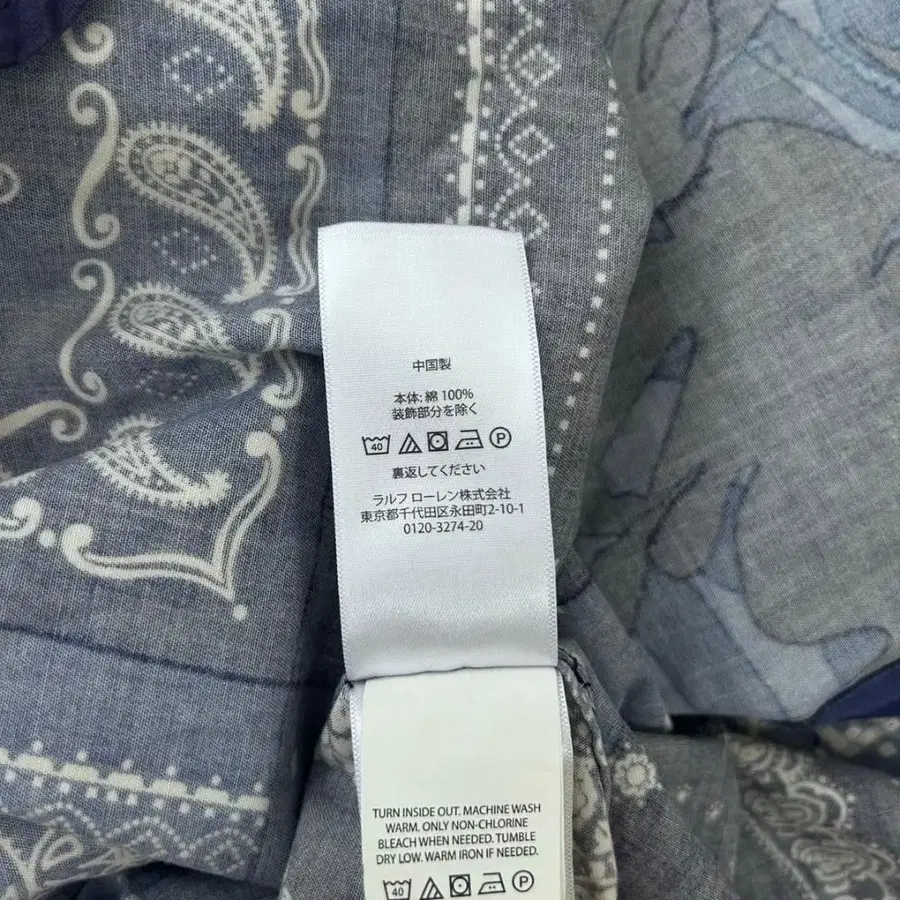 中国製
本体: 綿 100%
装飾部分を除く
40 P
裏返してください
ラルフ ローレン株式会社
東京都千代田区永田町2-10-1
0120-3274-20
TURN INSIDE OUT. MACHINE WASH
WARM. ONLY NON-CHLORINE
BLEACH WHEN NEEDED. TUMBLE
DRY LOW. WARM IRON IF NEEDED.
40 P